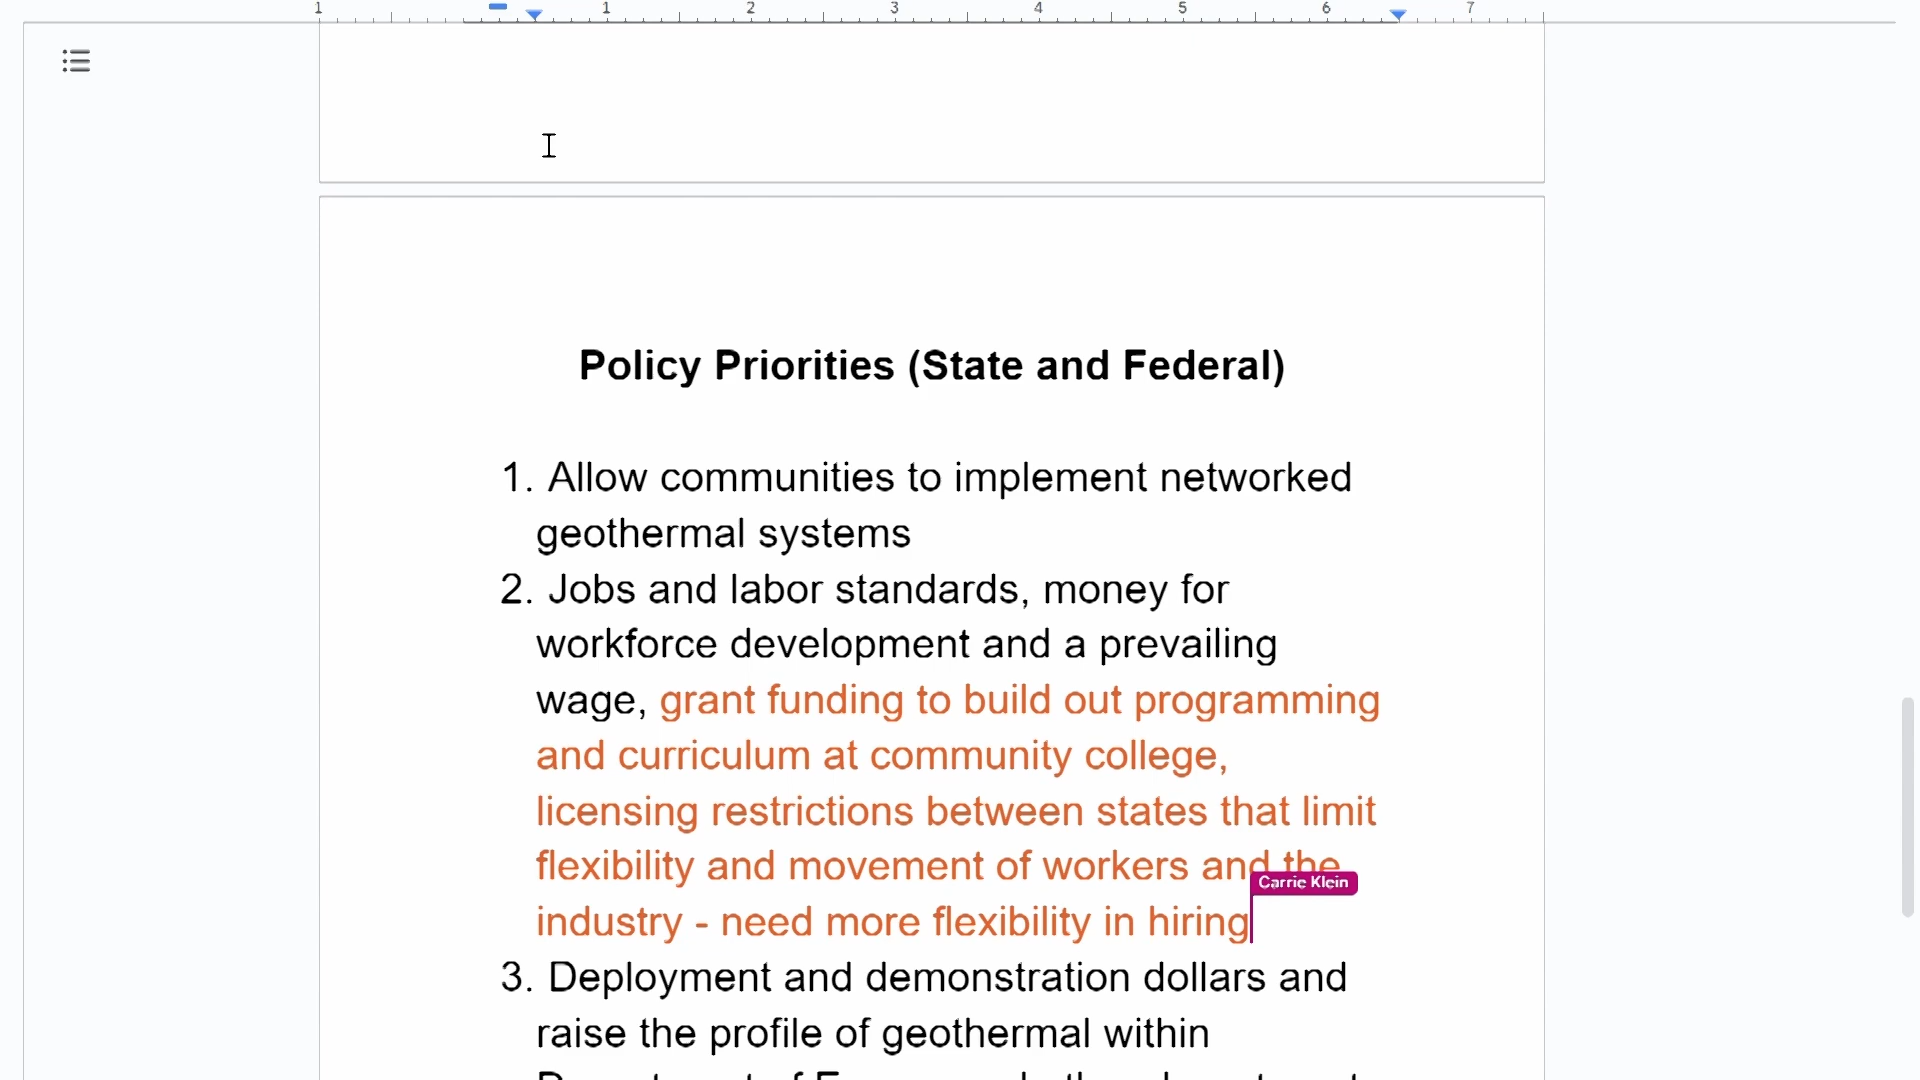 1 1 2 3 4 5 6 7
Policy Priorities (State and Federal)
1. Allow communities to implement networked
geothermal systems
2. Jobs and labor standards, money for
workforce development and a prevailing
wage, grant funding to build out programming
and curriculum at community college,
licensing restrictions between states that limit
flexibility and movement of workers and the
Carrie Klein
industry - need more flexibility in hiring
3. Deployment and demonstration dollars and
raise the profile of geothermal within